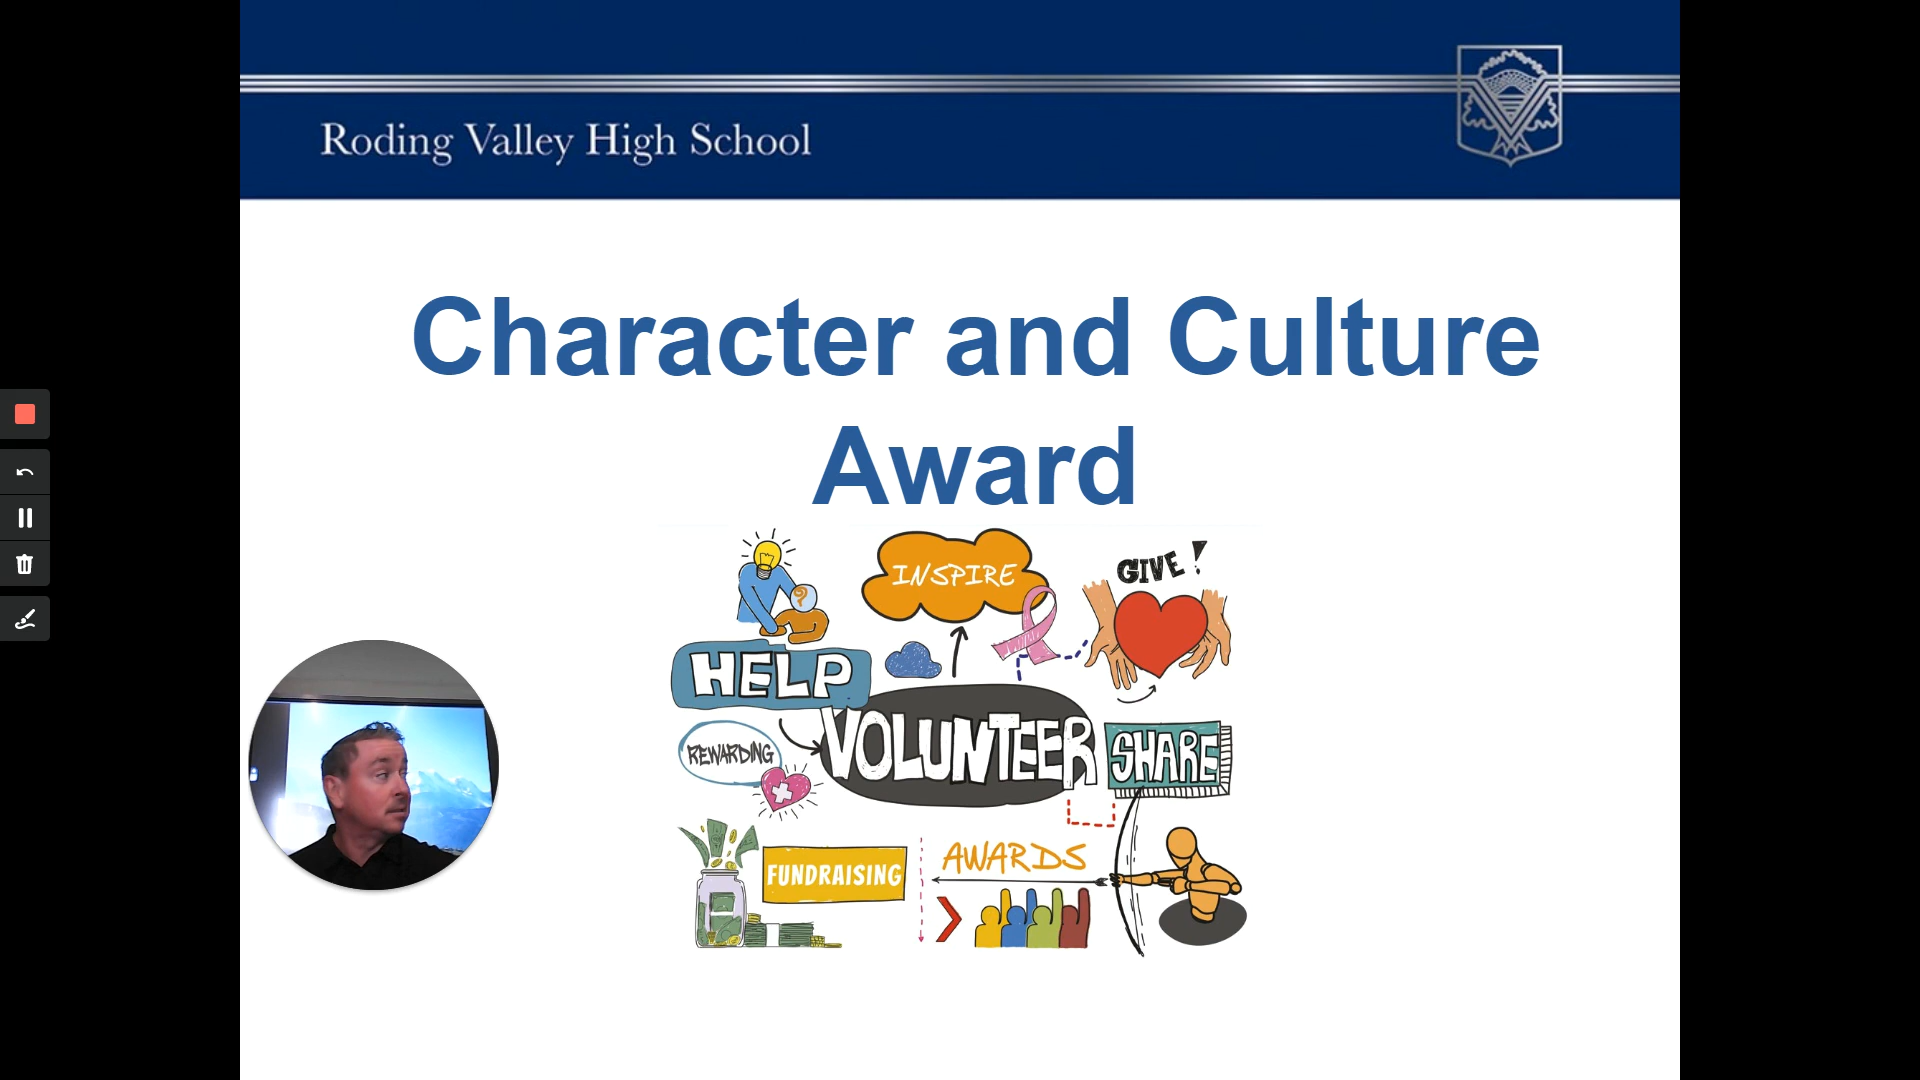 Roding Valley High School
Character and Culture
Award
INSPIRE
GIVE!
HELP
REWARDING
VOLUNTEER
SHARE
FUNDRAISING
AWARDS